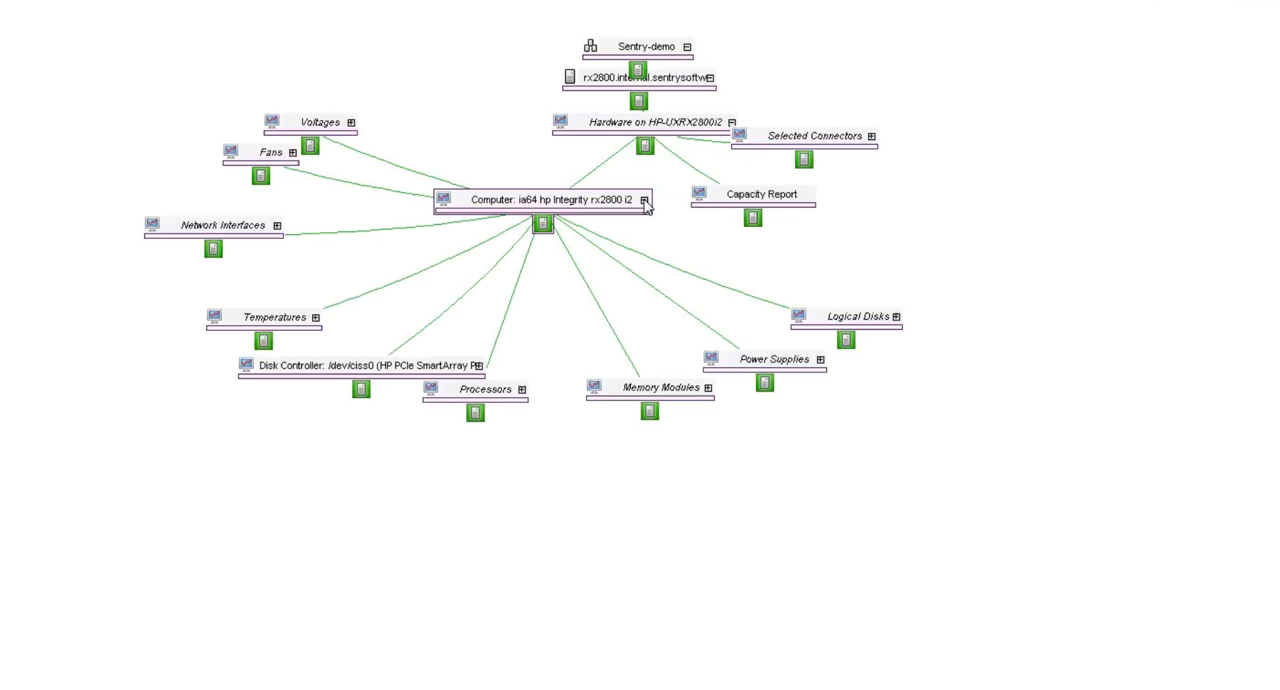 Sentry-demo
rx2800.internal.sentrysoftw
Voltages
Hardware on HP-UXRX2800i2
Selected Connectors
Fans
Computer: ia64 hp Integrity rx2800 i2
Capacity Report
Network Interfaces
Temperatures
Logical Disks
Disk Controller: /dev/ciss0 (HP PCIe SmartArray P
Power Supplies
Processors
Memory Modules